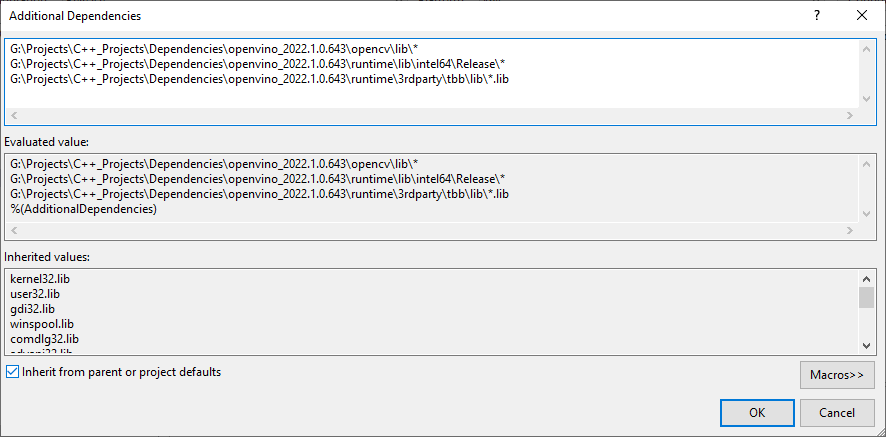 Additional Dependencies
G:\Projects\C++_Projects\Dependencies\openvino_2022.1.0.643\opencv\lib\*
G:\Projects\C++_Projects\Dependencies\openvino_2022.1.0.643\runtime\lib\intel64\Release\*
G:\Projects\C++_Projects\Dependencies\openvino_2022.1.0.643\runtime\3rdparty\tbb\lib\*.lib
Evaluated value:
G:\Projects\C++_Projects\Dependencies\openvino_2022.1.0.643\opencv\lib\*
G:\Projects\C++_Projects\Dependencies\openvino_2022.1.0.643\runtime\lib\intel64\Release\*
G:\Projects\C++_Projects\Dependencies\openvino_2022.1.0.643\runtime\3rdparty\tbb\lib\*.lib
%(AdditionalDependencies)
Inherited values:
kernel32.lib
user32.lib
gdi32.lib
winspool.lib
comdlg32.lib
advapi32.lib
Inherit from parent or project defaults
Macros>>
OK
Cancel